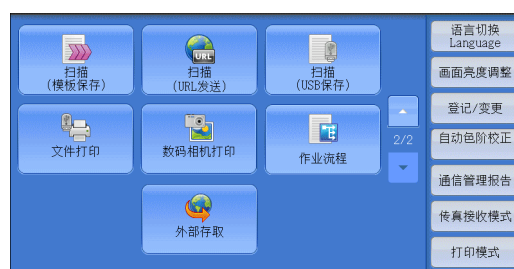 扫描
(模板保存)
URL
扫描
(URL发送)
扫描
(USB保存)
文件打印
数码相机打印
作业流程
外部存取
2/2
语言切换
Language
画面亮度调整
登记/变更
自动色阶校正
通信管理报告
传真接收模式
打印模式